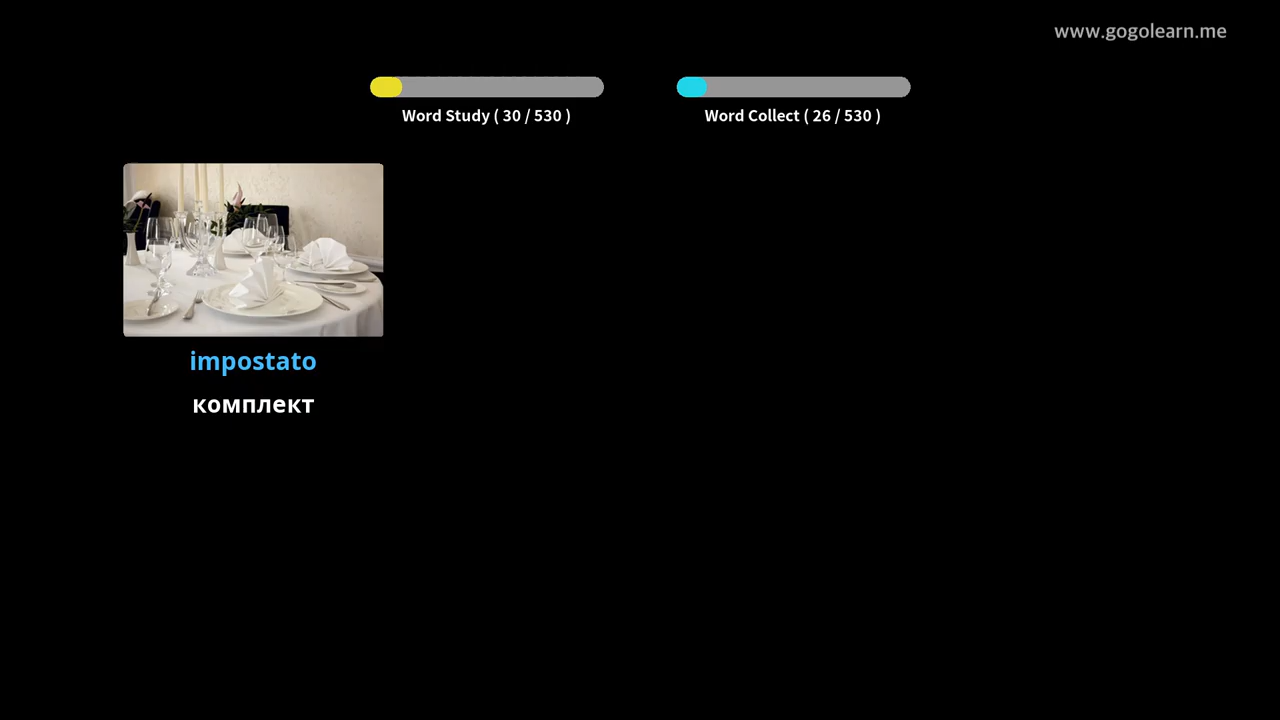 www.gogolearn.me
Word Study ( 30 / 530 )
Word Collect ( 26 / 530 )
impostato
комплект